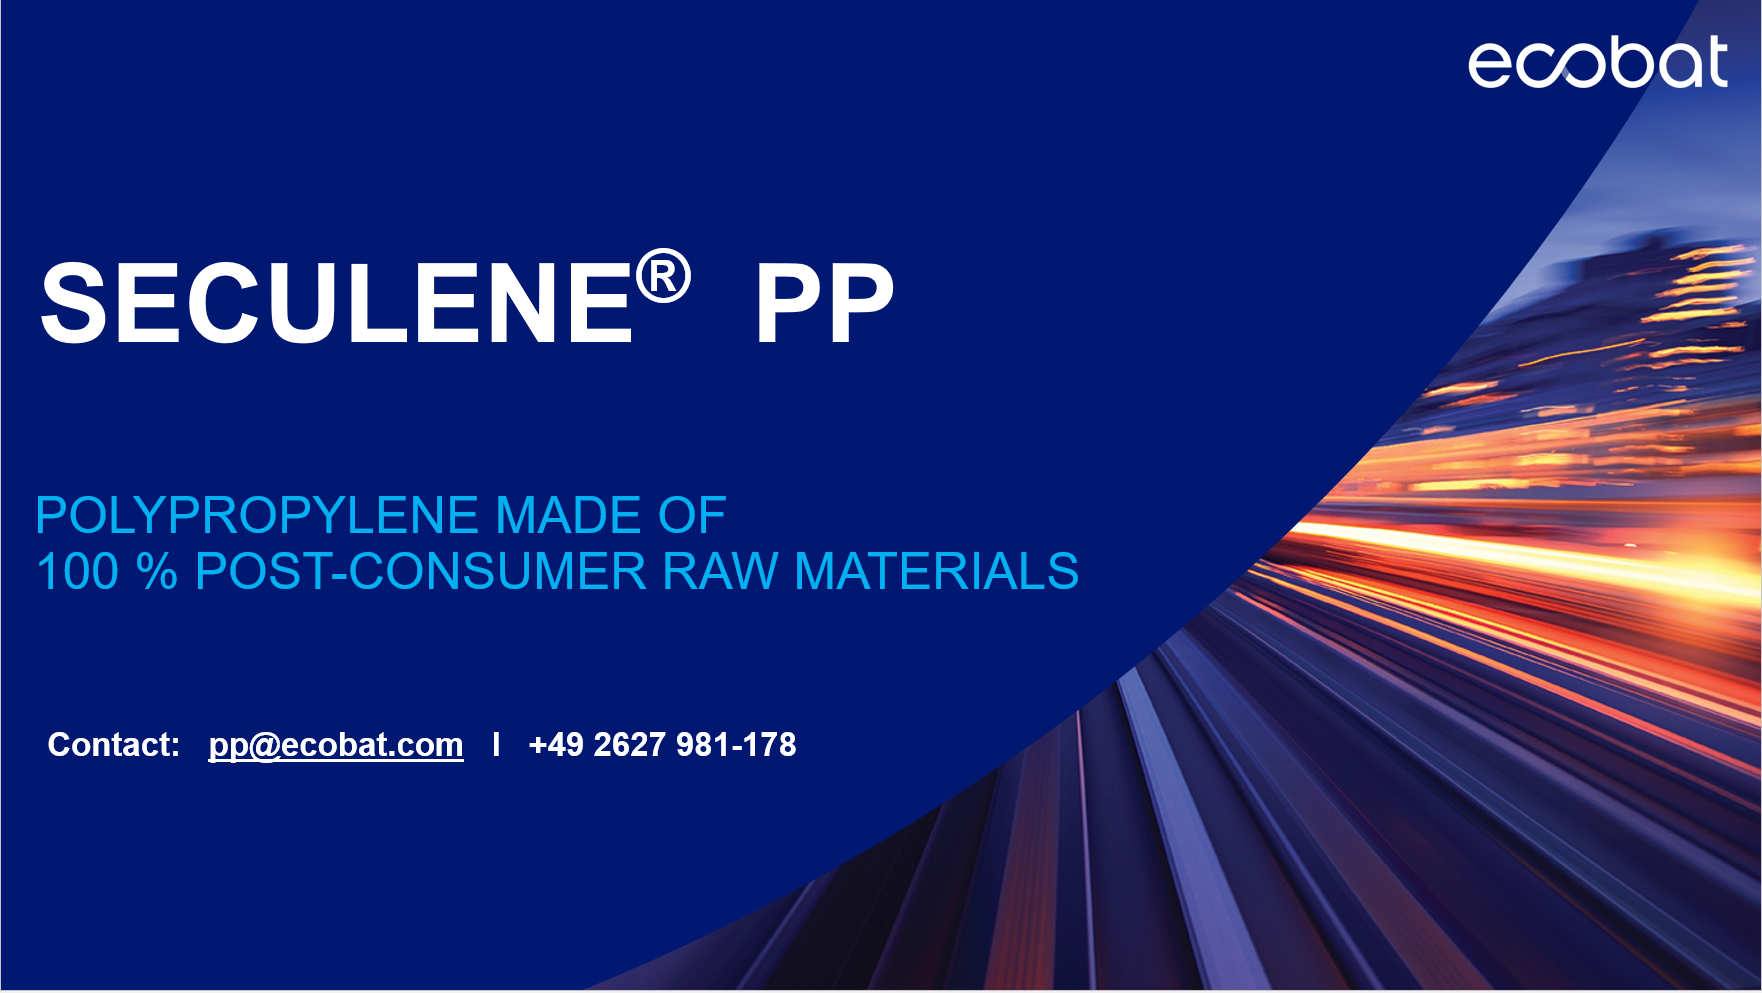 ecobat
SECULENE® PP
POLYPROPYLENE MADE OF
100 % POST-CONSUMER RAW MATERIALS
Contact: pp@ecobat.com I +49 2627 981-178